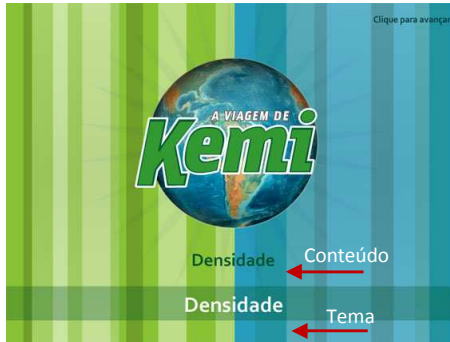 Clique para avançar
A VIAGEM DE
Kemi
Densidade
Conteúdo
Densidade
Tema